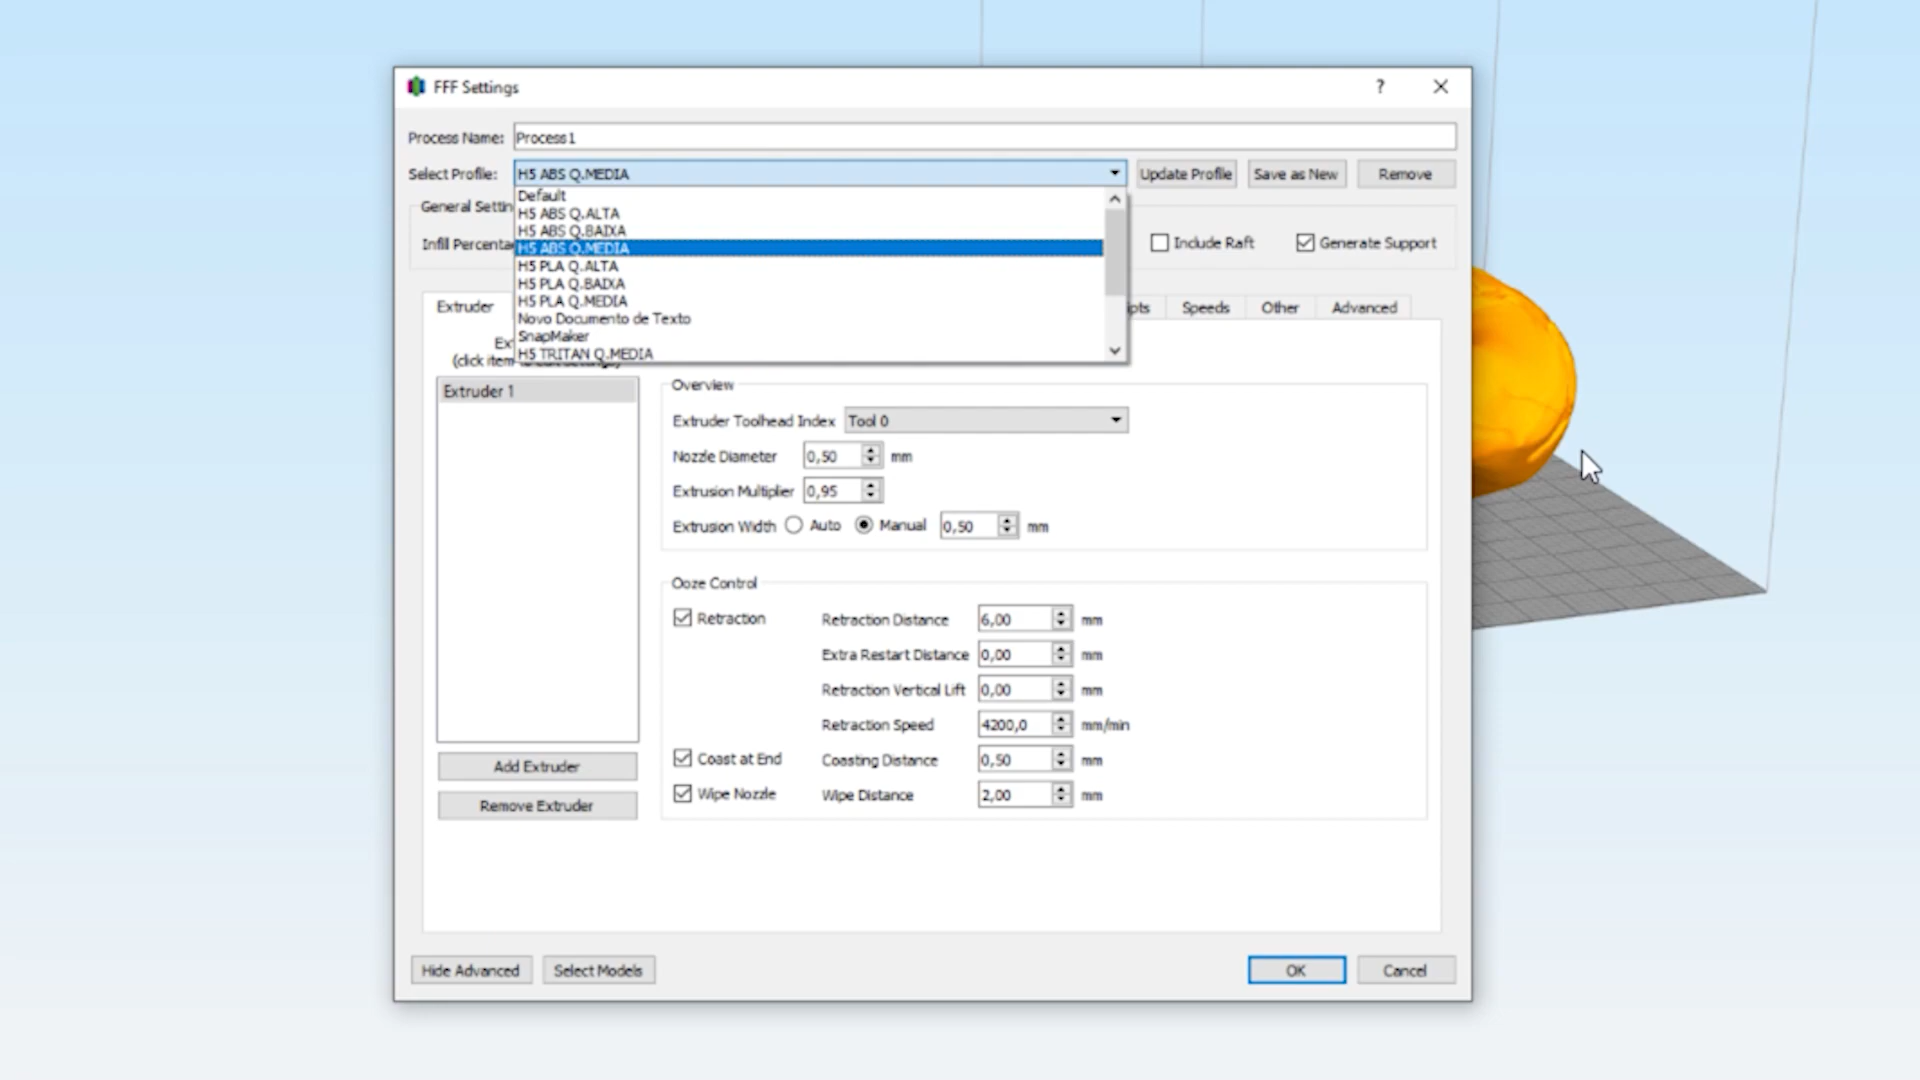 FFF Settings
?
Process Name: Process1
Select Profile: H5 ABS Q.MEDIA Update Profile Save as New Remove
Default
H5 ABS Q.ALTA
H5 ABS Q.BAIXA
H5 ABS Q.MEDIA
H5 PLA Q.ALTA
H5 PLA Q.BAIXA
H5 PLA Q.MEDIA
Novo Documento de Texto
SnapMaker
H5 TRITAN Q.MEDIA
General
Include Raft Generate Support
Infill
Extruder Speeds Other Advanced
(click
Extruder 1
Overview
Extruder Toolhead Index Tool 0
Nozzle Diameter 0,50 mm
Extrusion Multiplier 0,95
Extrusion Width Auto Manual 0,50 mm
Ooze Control
Retraction Retraction Distance 6,00 mm
Extra Restart Distance 0,00 mm
Retraction Vertical Lift 0,00 mm
Retraction Speed 4200,0 mm/min
Coast at End Coasting Distance 0,50 mm
Wipe Nozzle Wipe Distance 2,00 mm
Add Extruder
Remove Extruder
Hide Advanced Select Models OK Cancel